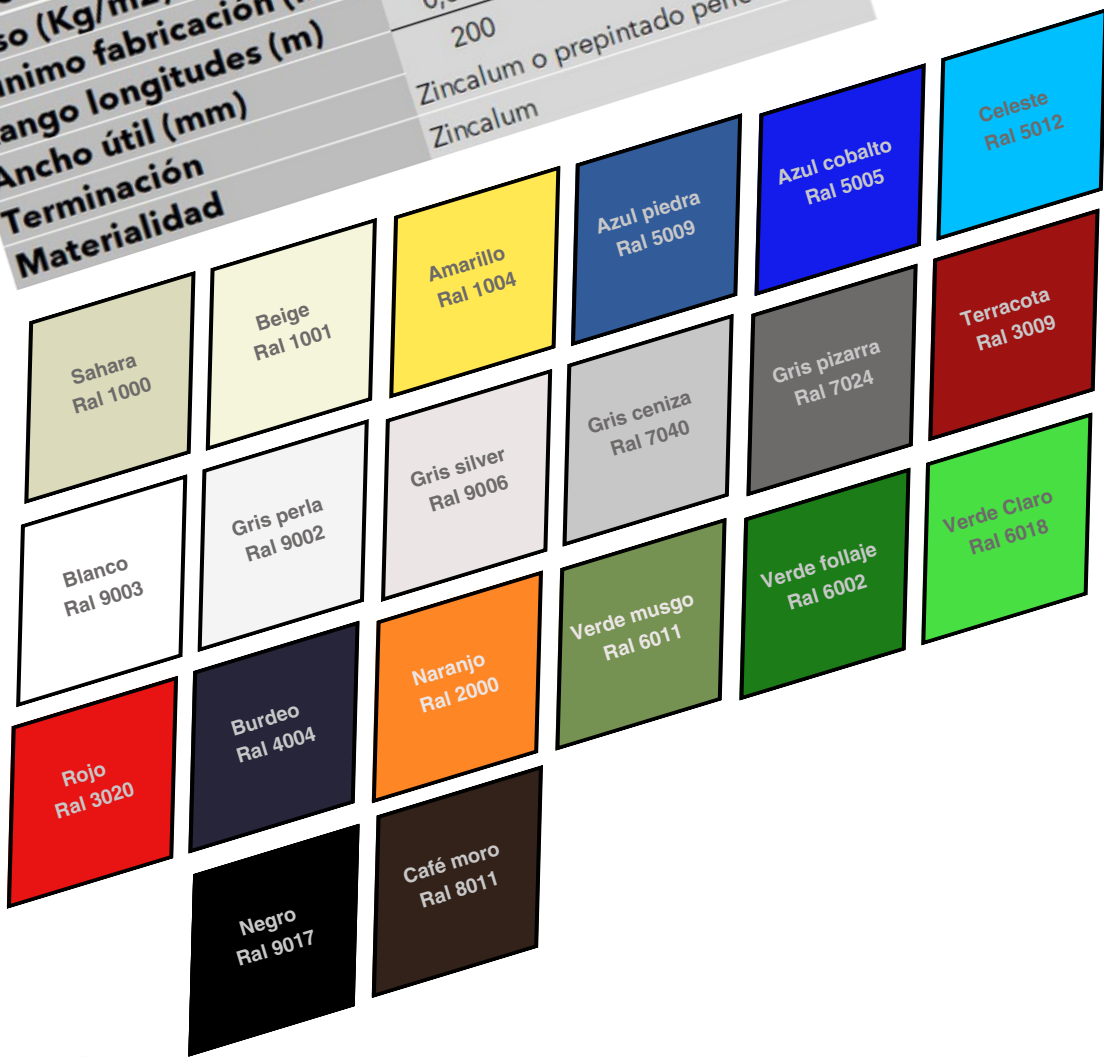 nimo fabricación
longitudes (m)
200
Ancho útil (mm)
Zincalum o prepintado
Terminación
Zincalum
Materialidad
Sahara
Ral 1000
Beige
Ral 1001
Amarillo
Ral 1004
Azul piedra
Ral 5009
Azul cobalto
Ral 5005
Celeste
Ral 5012
Blanco
Ral 9003
Gris perla
Ral 9002
Gris silver
Ral 9006
Gris ceniza
Ral 7040
Gris pizarra
Ral 7024
Terracota
Ral 3009
Rojo
Ral 3020
Burdeo
Ral 4004
Naranjo
Ral 2000
Verde musgo
Ral 6011
Verde follaje
Ral 6002
Verde Claro
Ral 6018
Negro
Ral 9017
Café moro
Ral 8011